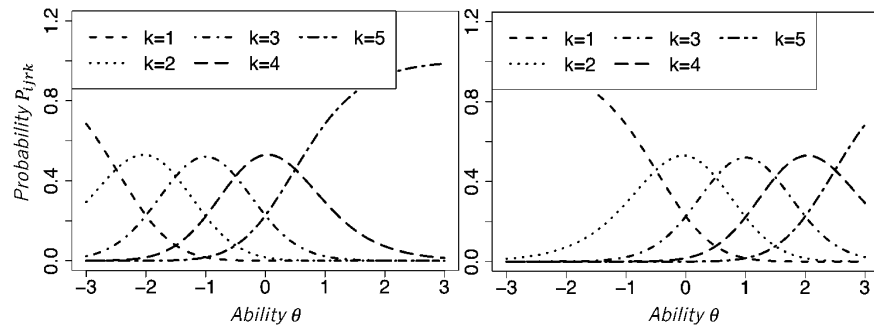 k=1 k=3 k=5
k=2 k=4
Probability P_ijrk
1.2
0.8
0.4
0.0
−3 −2 −1 0 1 2 3
Ability θ
k=1 k=3 k=5
k=2 k=4
1.2
0.8
0.4
0.0
−3 −2 −1 0 1 2 3
Ability θ